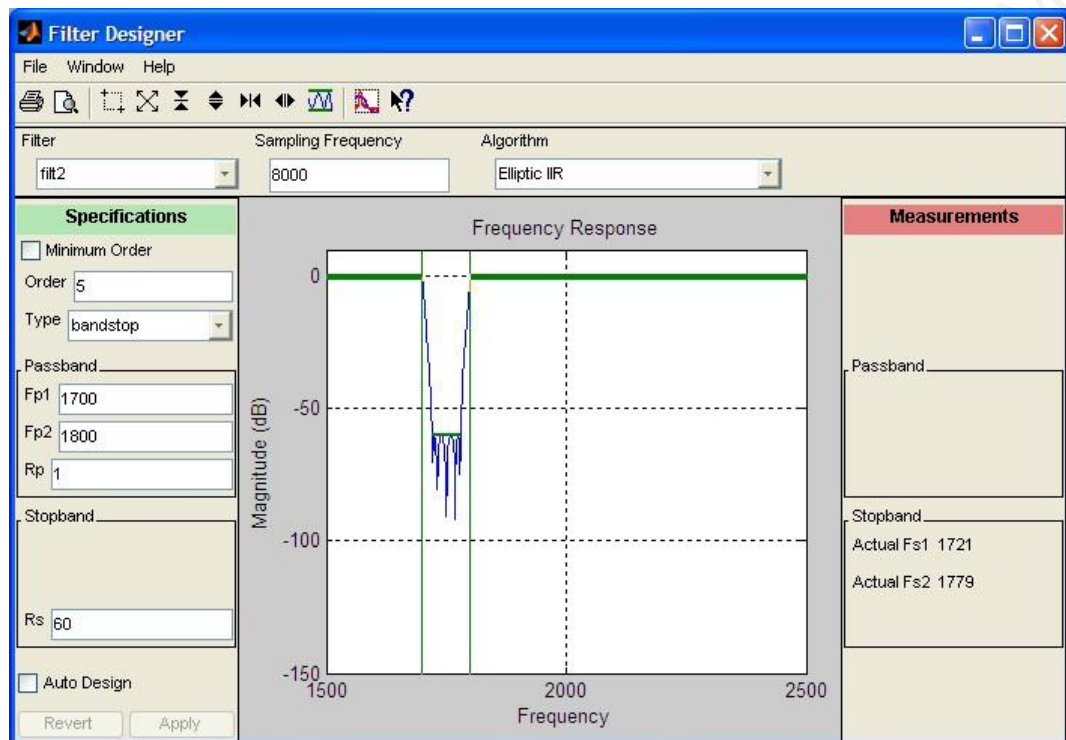 Filter Designer
File Window Help
Filter Sampling Frequency Algorithm
filt2 8000 Elliptic IIR
Specifications
Minimum Order
Order 5
Type bandstop
Passband
Fp1 1700
Fp2 1800
Rp 1
Stopband
Rs 60
Auto Design
Revert Apply
Frequency Response
0
-50
-100
-150
Magnitude (dB)
1500 2000 2500
Frequency
Measurements
Passband
Stopband
Actual Fs1 1721
Actual Fs2 1779